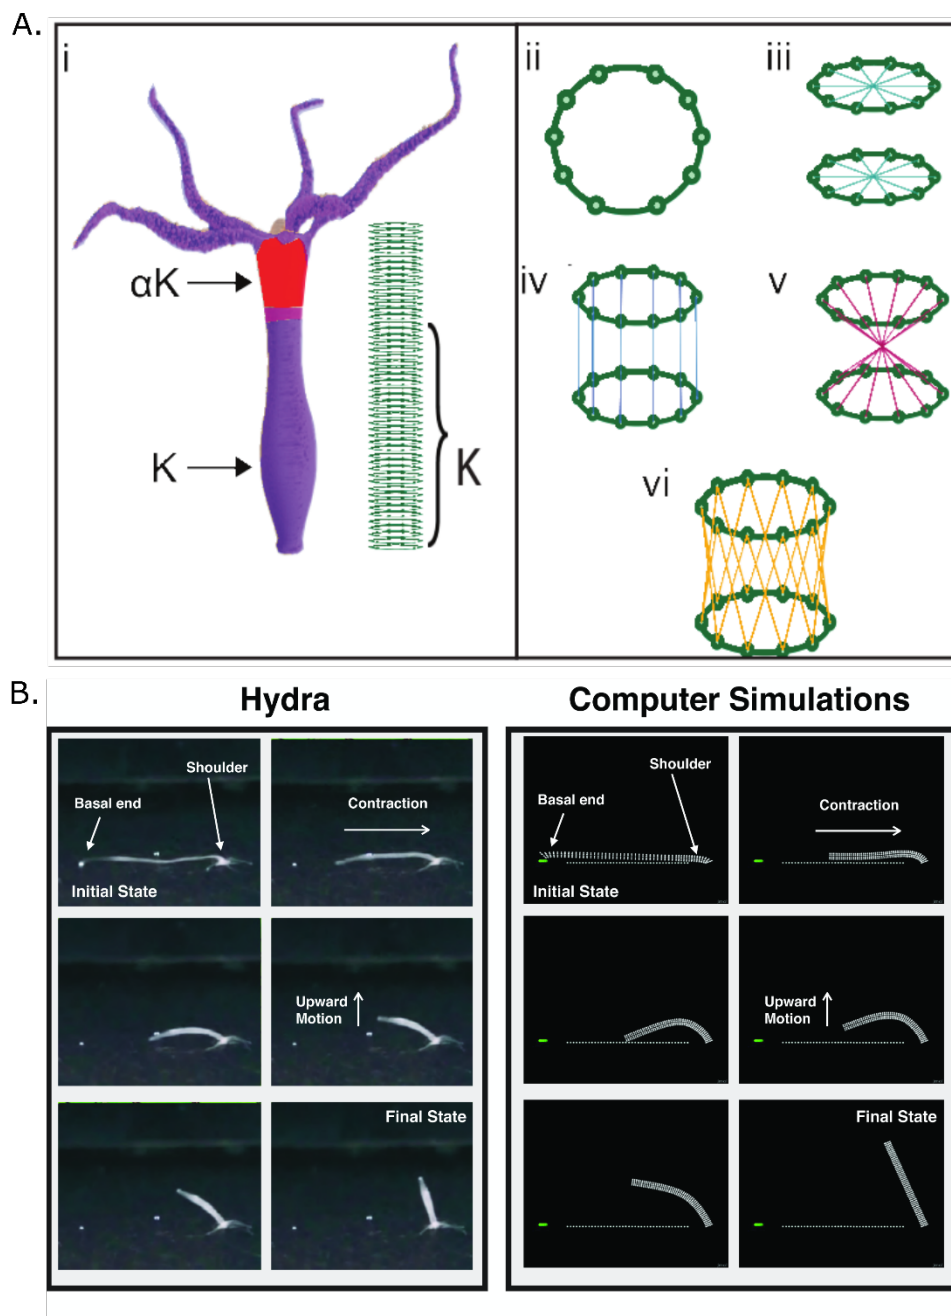 A.
i
ii
iii
αK
iv
v
K
K
vi
B.
Hydra
Computer Simulations
Shoulder
Basal end
Initial State
Contraction
Shoulder
Basal end
Initial State
Contraction
Upward
Motion
Upward
Motion
Final State
Final State